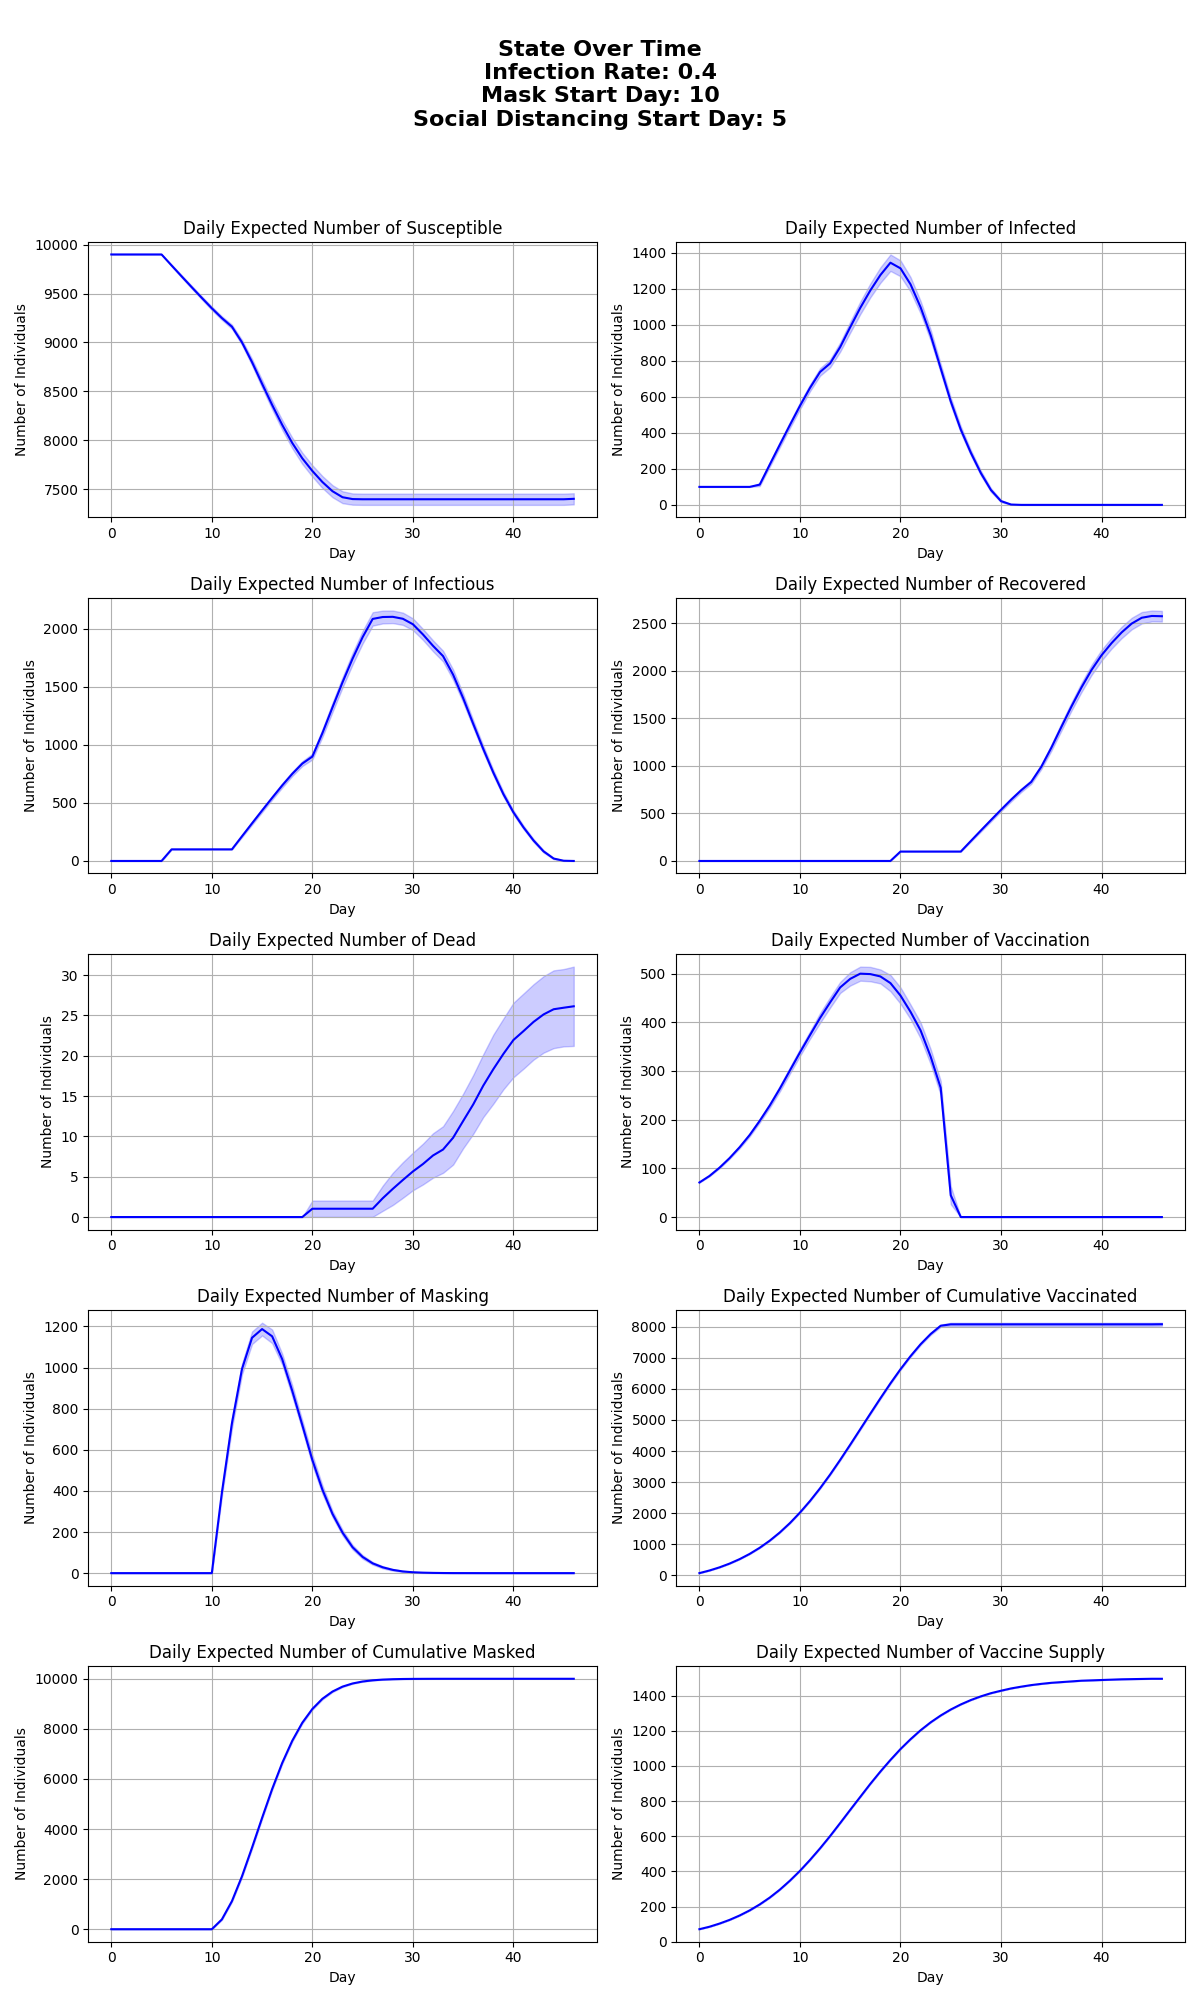 State Over Time
Infection Rate: 0.4
Mask Start Day: 10
Social Distancing Start Day: 5
Daily Expected Number of Susceptible
Number of Individuals
10000
9500
9000
8500
8000
7500
0 10 20 30 40
Day
Daily Expected Number of Infected
Number of Individuals
1400
1200
1000
800
600
400
200
0
0 10 20 30 40
Day
Daily Expected Number of Infectious
Number of Individuals
2000
1500
1000
500
0
0 10 20 30 40
Day
Daily Expected Number of Recovered
Number of Individuals
2500
2000
1500
1000
500
0
0 10 20 30 40
Day
Daily Expected Number of Dead
Number of Individuals
30
25
20
15
10
5
0
0 10 20 30 40
Day
Daily Expected Number of Vaccination
Number of Individuals
500
400
300
200
100
0
0 10 20 30 40
Day
Daily Expected Number of Masking
Number of Individuals
1200
1000
800
600
400
200
0
0 10 20 30 40
Day
Daily Expected Number of Cumulative Vaccinated
Number of Individuals
8000
7000
6000
5000
4000
3000
2000
1000
0
0 10 20 30 40
Day
Daily Expected Number of Cumulative Masked
Number of Individuals
10000
8000
6000
4000
2000
0
0 10 20 30 40
Day
Daily Expected Number of Vaccine Supply
Number of Individuals
1400
1200
1000
800
600
400
200
0
0 10 20 30 40
Day